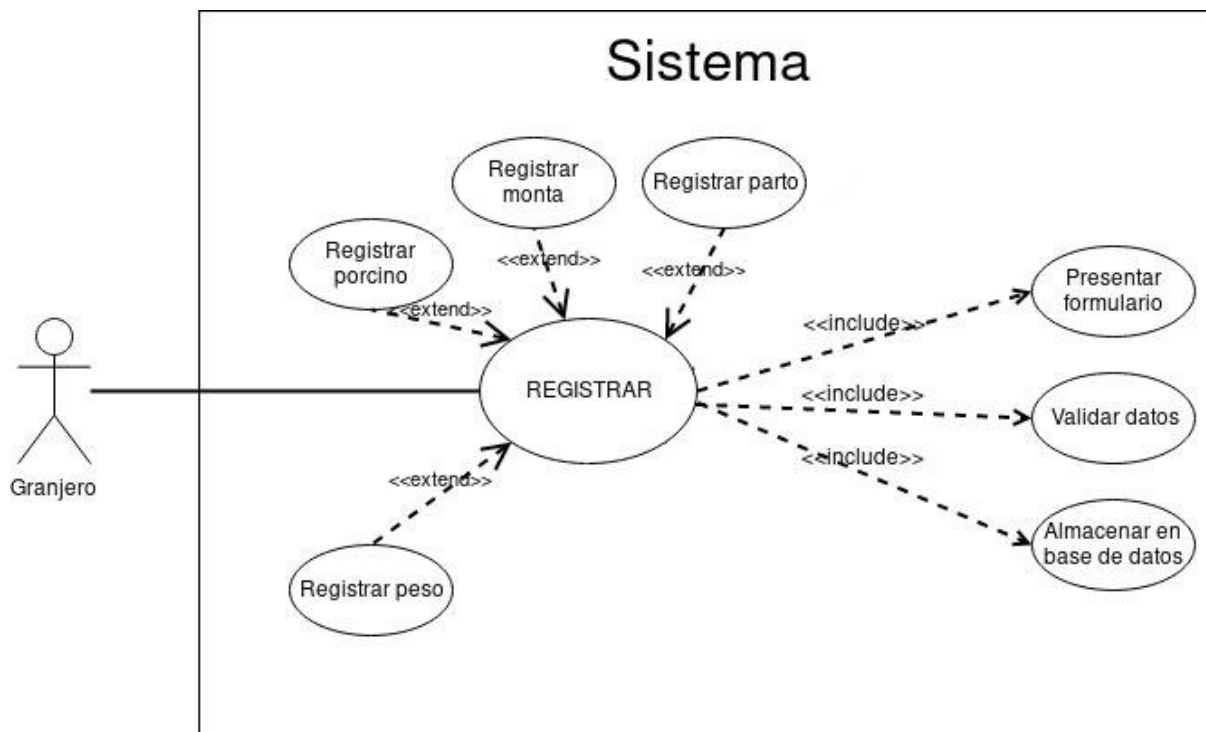 Sistema
Registrar
monta
Registrar parto
Registrar
porcino
<<extend>>
<<extend>>
<<extend>>
Presentar
formulario
<<include>>
REGISTRAR
<<include>>
Validar datos
<<include>>
Granjero
<<extend>>
Almacenar en
base de datos
Registrar peso